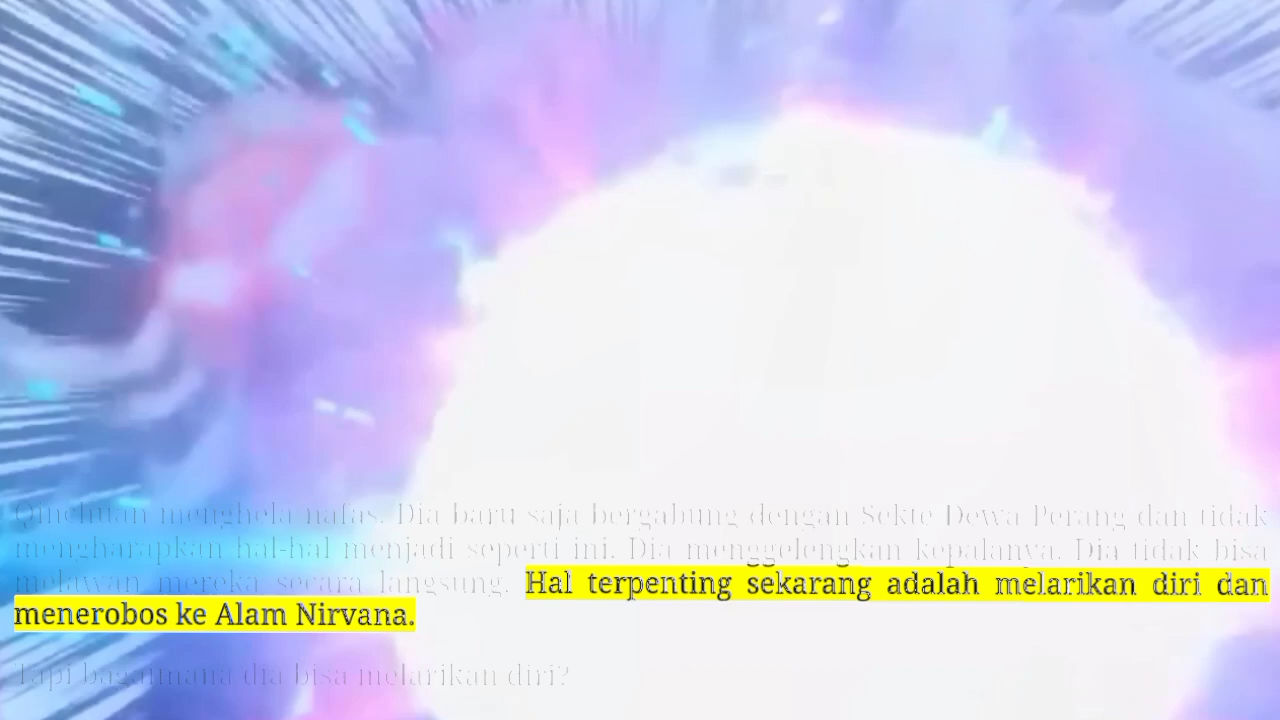 Qinchuan menghela nafas. Dia baru saja bergabung dengan Sekte Dewa Perang dan tidak
mengharapkan hal-hal menjadi seperti ini. Dia menggelengkan kepalanya. Dia tidak bisa
melawan mereka secara langsung. Hal terpenting sekarang adalah melarikan diri dan
menerobos ke Alam Nirvana.
Tapi bagaimana dia bisa melarikan diri?